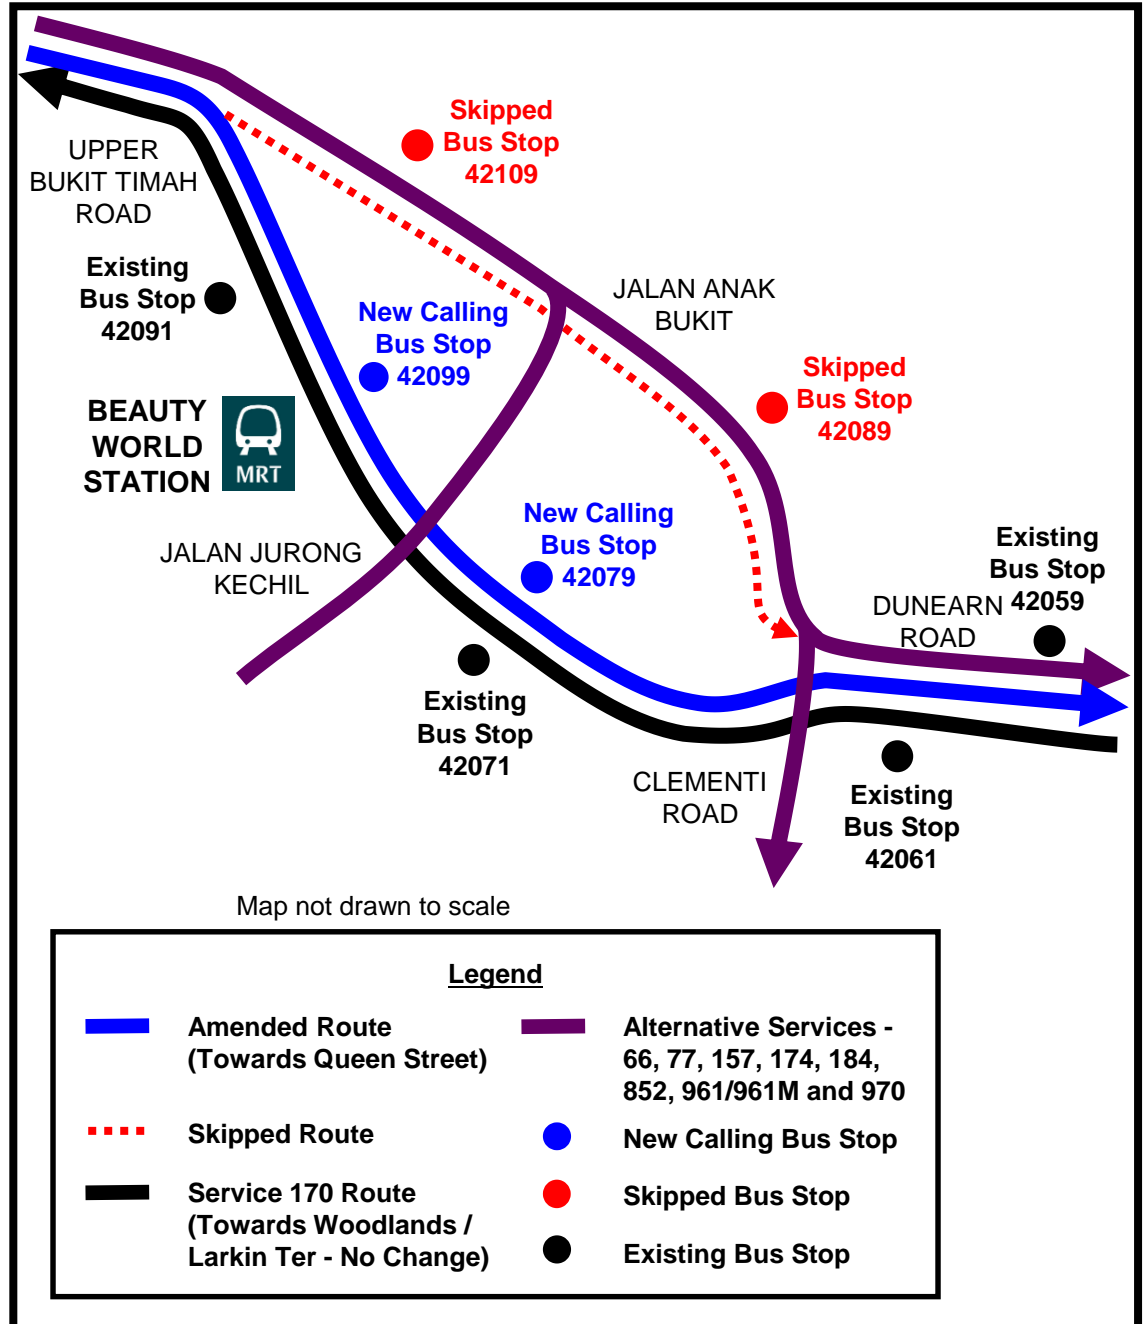 Skipped
Bus Stop
42109
UPPER
BUKIT TIMAH
ROAD
Existing
Bus Stop
42091
New Calling
Bus Stop
42099
JALAN ANAK
BUKIT
Skipped
Bus Stop
42089
BEAUTY
WORLD
STATION
MRT
New Calling
Bus Stop
42079
JALAN JURONG
KECHIL
Existing
Bus Stop
42059
DUNEARN
ROAD
Existing
Bus Stop
42071
CLEMENTI
ROAD
Existing
Bus Stop
42061
Map not drawn to scale
Legend
Amended Route
(Towards Queen Street)
Skipped Route
Service 170 Route
(Towards Woodlands /
Larkin Ter - No Change)
Alternative Services -
66, 77, 157, 174, 184,
852, 961/961M and 970
New Calling Bus Stop
Skipped Bus Stop
Existing Bus Stop